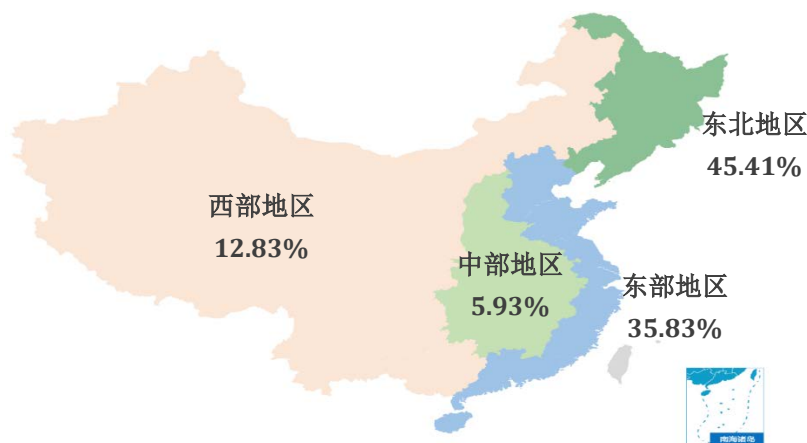 东北地区
45.41%
西部地区
12.83%
中部地区
5.93%
东部地区
35.83%
南海诸岛